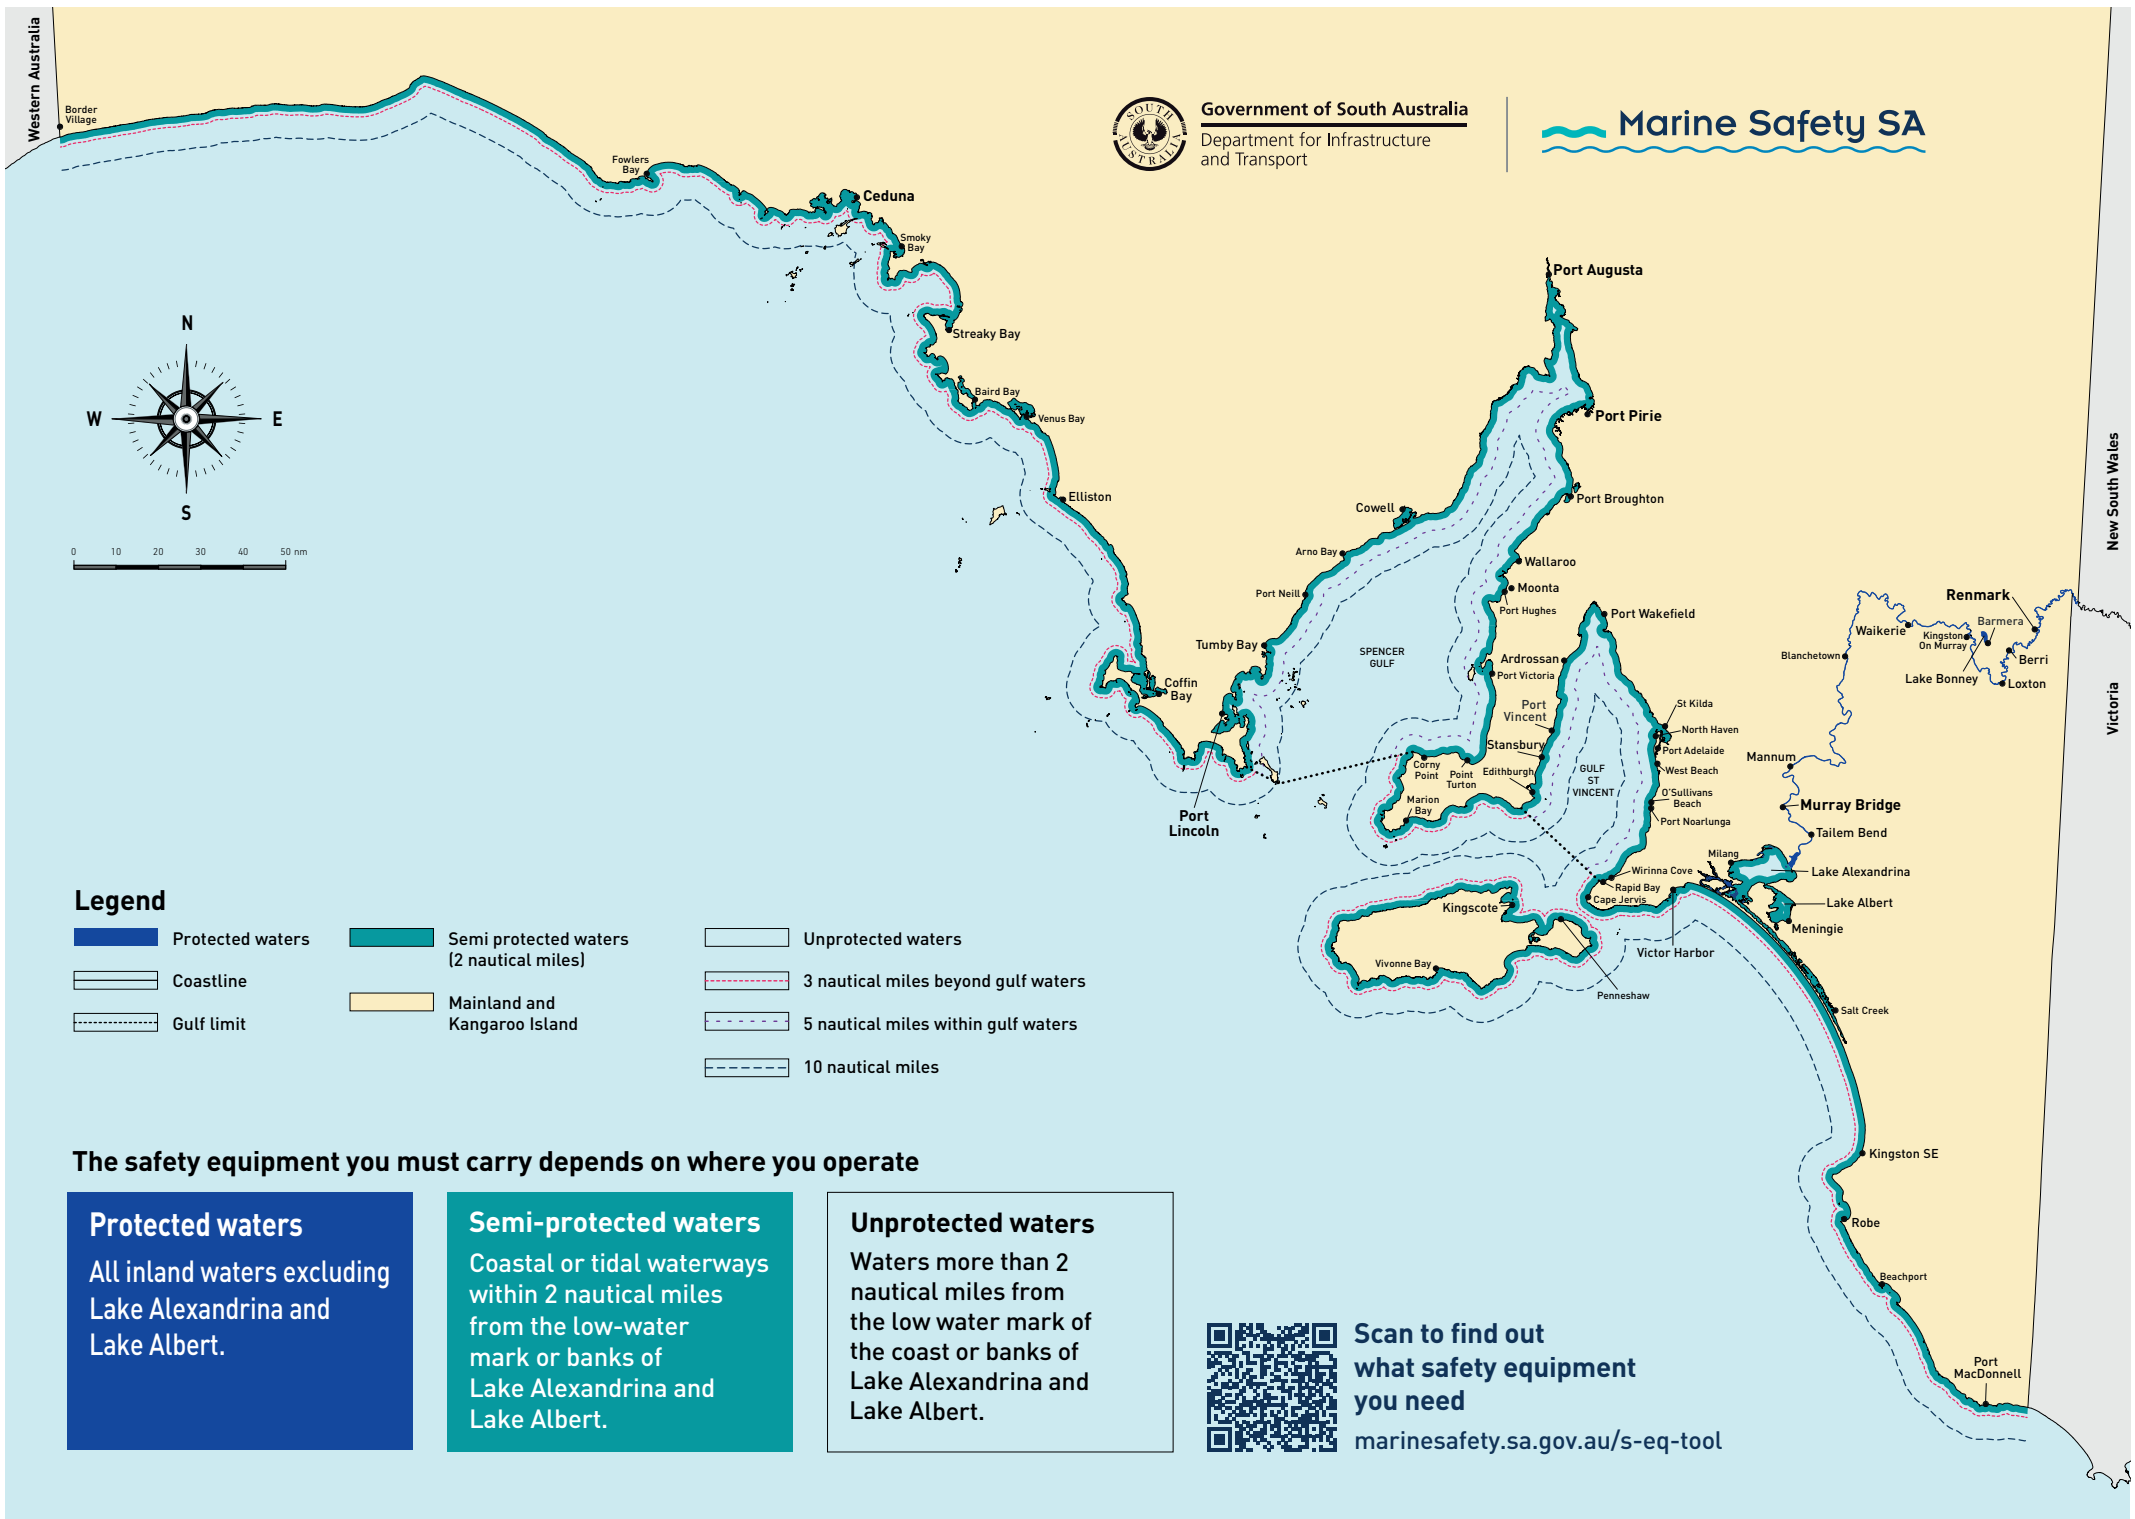 Western Australia
Border
Village
Fowlers
Bay
Ceduna
Smoky
Bay
Streaky Bay
Baird Bay
Venus Bay
Elliston
Coffin
Bay
Port
Lincoln
Tumby Bay
Port Neill
Arno Bay
Cowell
Port Augusta
Port Pirie
Port Broughton
Wallaroo
Moonta
Port Hughes
Port Wakefield
Ardrossan
Port Victoria
Port
Vincent
Stansbury
Edithburgh
Corny
Point
Point
Turton
Marion
Bay
SPENCER
GULF
GULF
ST
VINCENT
St Kilda
North Haven
Port Adelaide
West Beach
O'Sullivans
Beach
Port Noarlunga
Wirinna Cove
Rapid Bay
Cape Jervis
Victor Harbor
Kingscote
Vivonne Bay
Penneshaw
Milang
Lake Alexandrina
Lake Albert
Meningie
Salt Creek
Kingston SE
Robe
Beachport
Port
MacDonnell
Tailem Bend
Murray Bridge
Mannum
Blanchetown
Waikerie
Kingston
On Murray
Barmera
Renmark
Berri
Loxton
Lake Bonney
New South Wales
Victoria
SOUTH
AUSTRALIA
Government of South Australia
Department for Infrastructure
and Transport
Marine Safety SA
N
W
E
S
0 10 20 30 40 50 nm
Legend
Protected waters
Coastline
Gulf limit
Semi protected waters
(2 nautical miles)
Mainland and
Kangaroo Island
Unprotected waters
3 nautical miles beyond gulf waters
5 nautical miles within gulf waters
10 nautical miles
The safety equipment you must carry depends on where you operate
Protected waters
All inland waters excluding
Lake Alexandrina and
Lake Albert.
Semi-protected waters
Coastal or tidal waterways
within 2 nautical miles
from the low-water
mark or banks of
Lake Alexandrina and
Lake Albert.
Unprotected waters
Waters more than 2
nautical miles from
the low water mark of
the coast or banks of
Lake Alexandrina and
Lake Albert.
Scan to find out
what safety equipment
you need
marinesafety.sa.gov.au/s-eq-tool